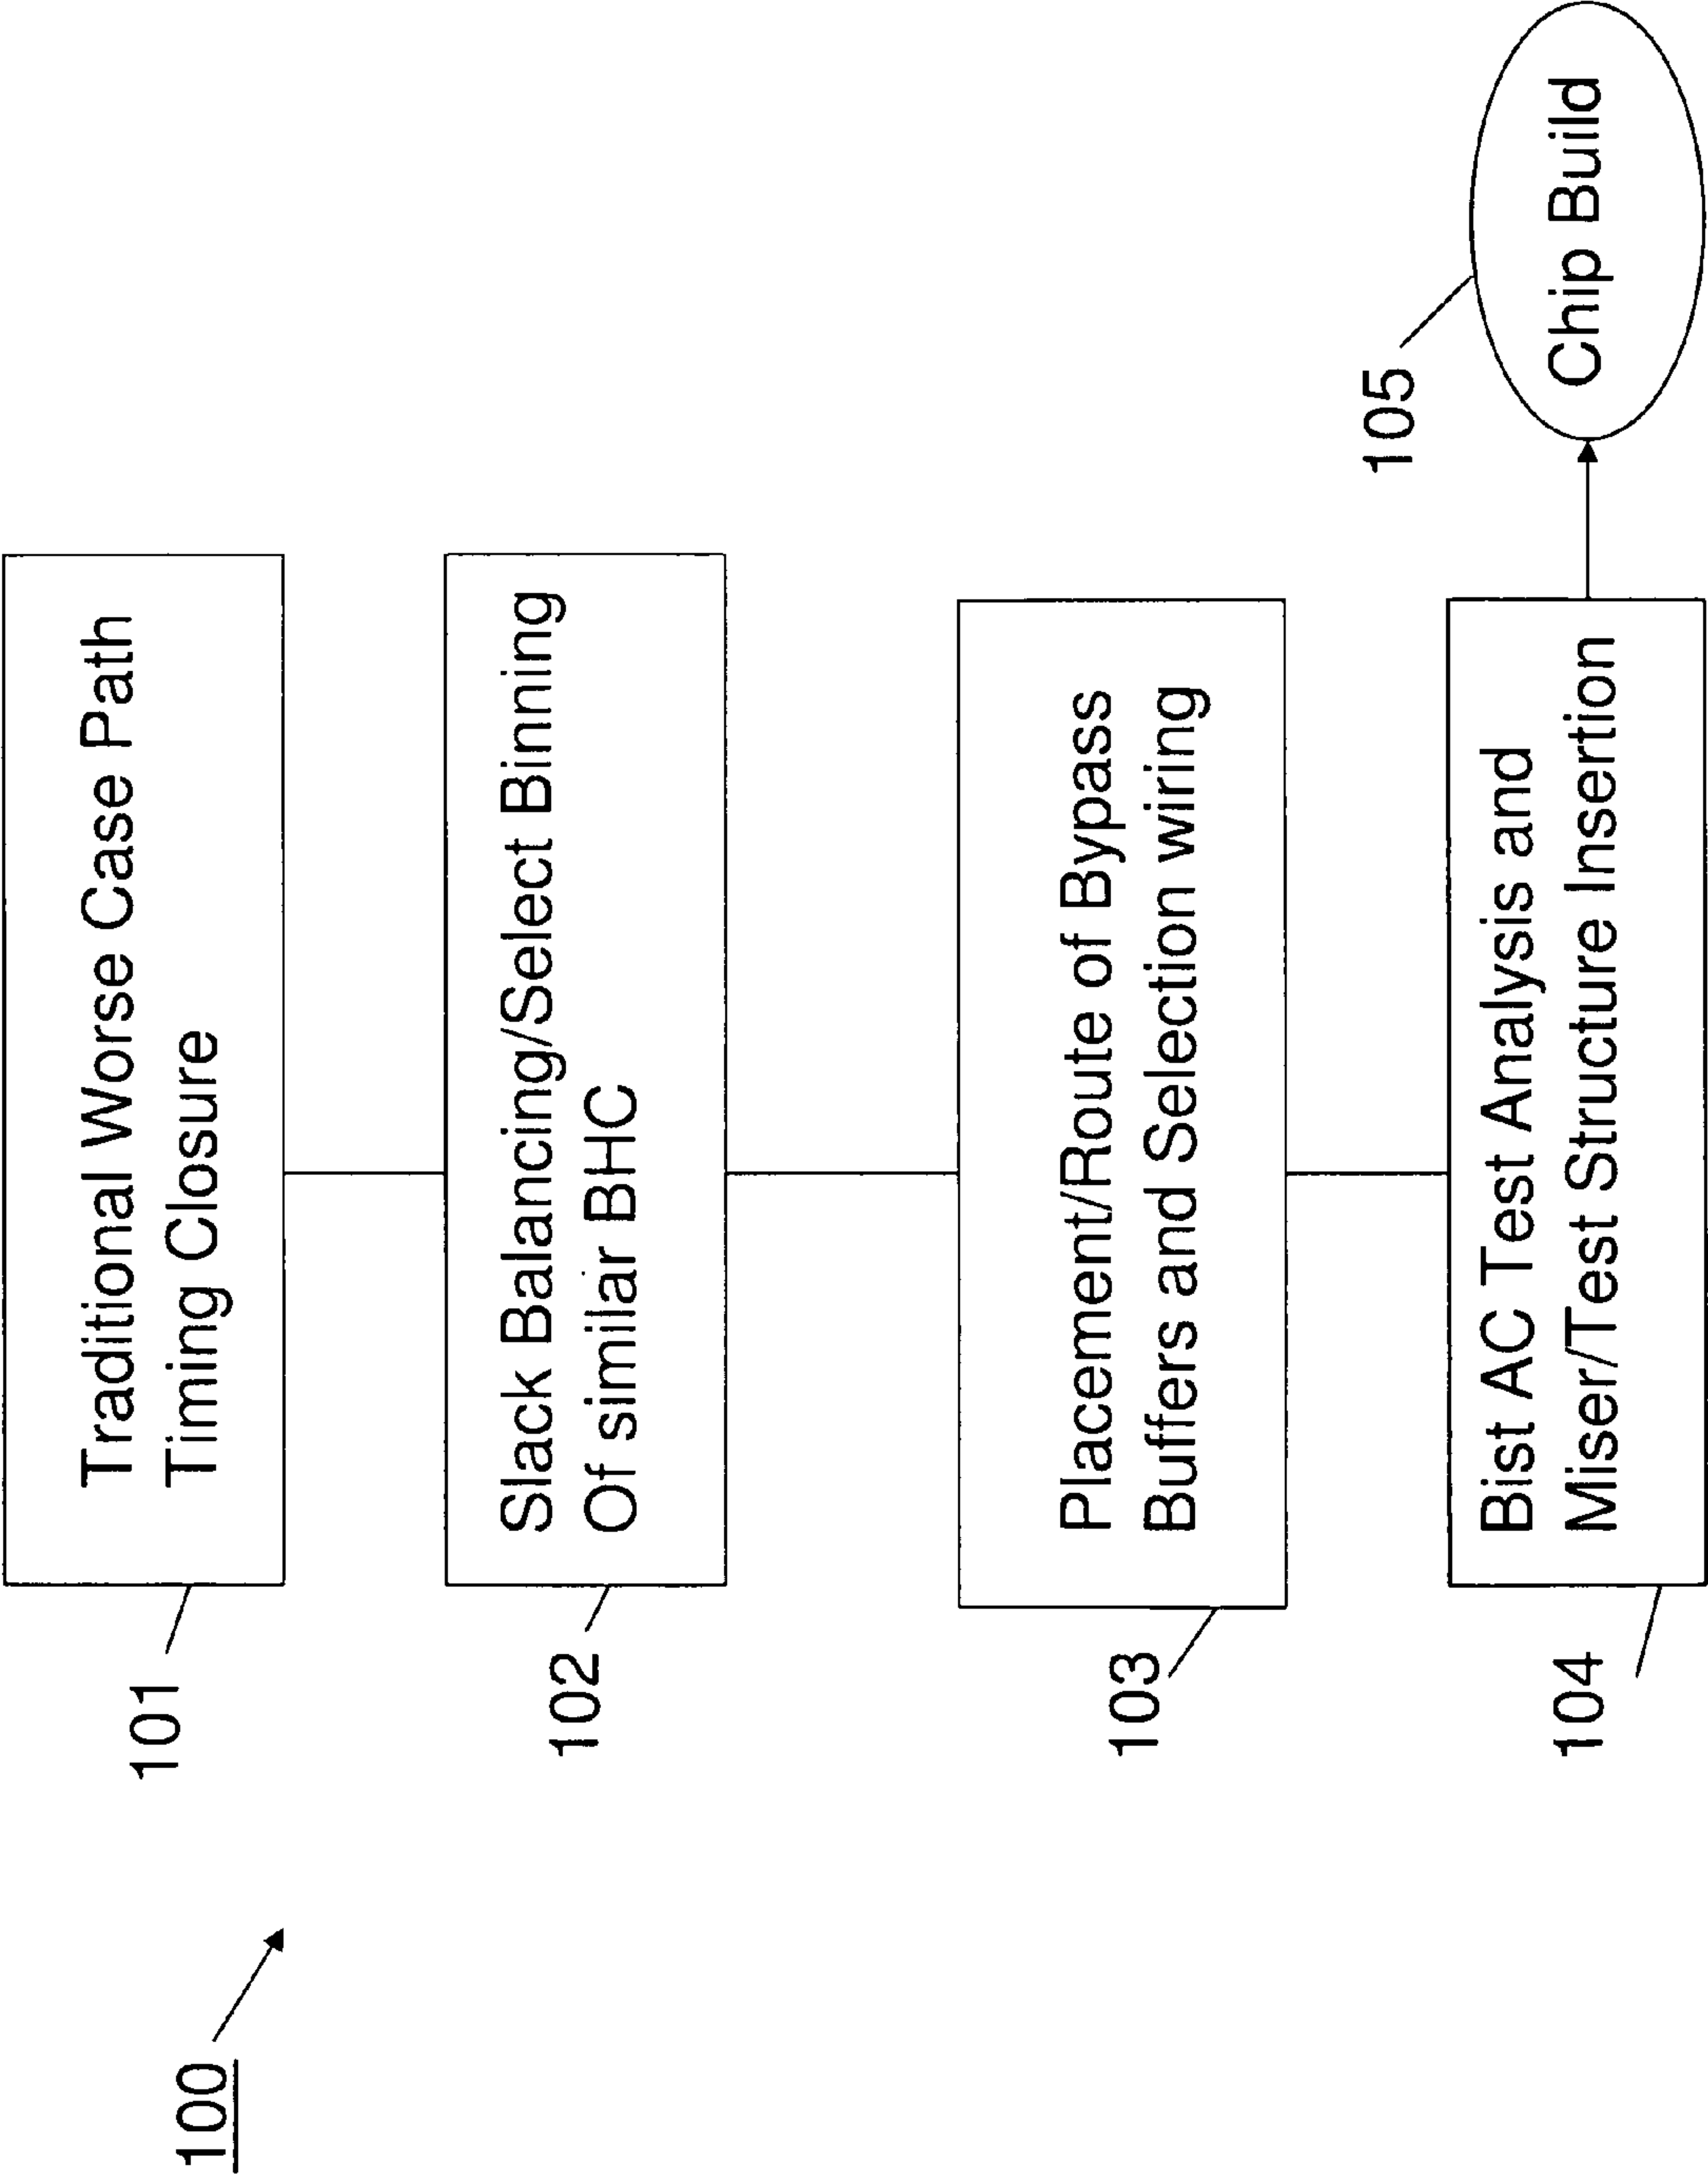 100
101
Traditional Worse Case Path
Timing Closure
102
Slack Balancing/Select Binning
Of similar BHC
103
Placement/Route of Bypass
Buffers and Selection wiring
104
Bist AC Test Analysis and
Miser/Test Structure Insertion
105
Chip Build